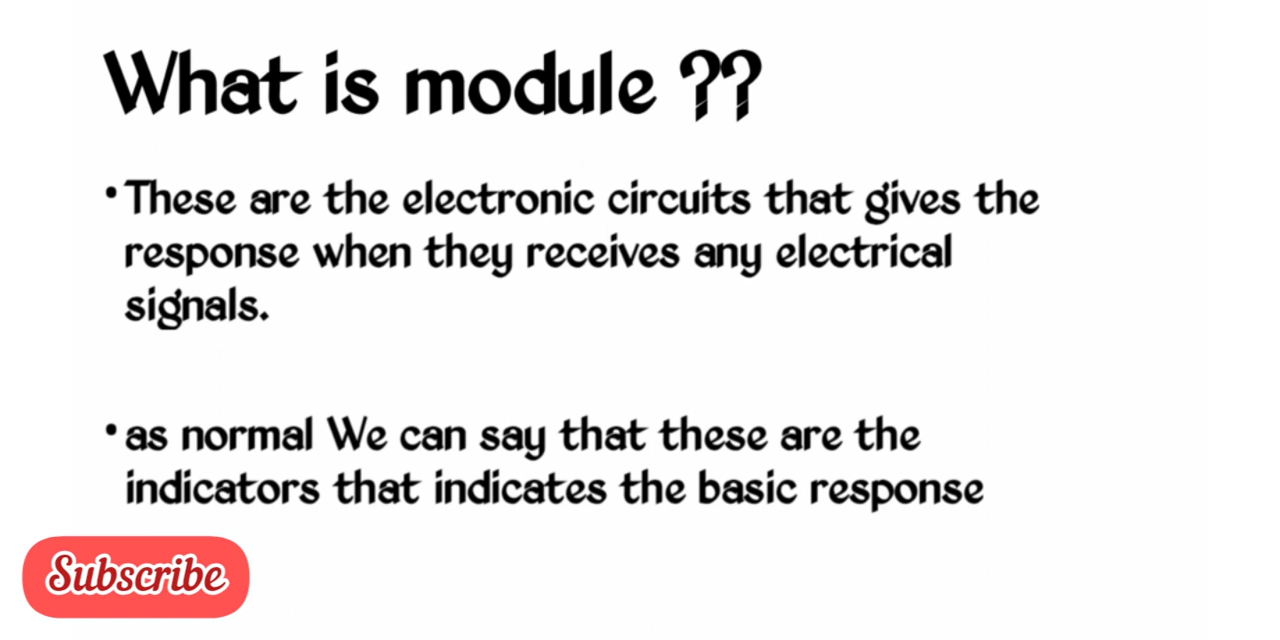 What is module ??
• These are the electronic circuits that gives the
response when they receives any electrical
signals.
• as normal We can say that these are the
indicators that indicates the basic response
Subscribe